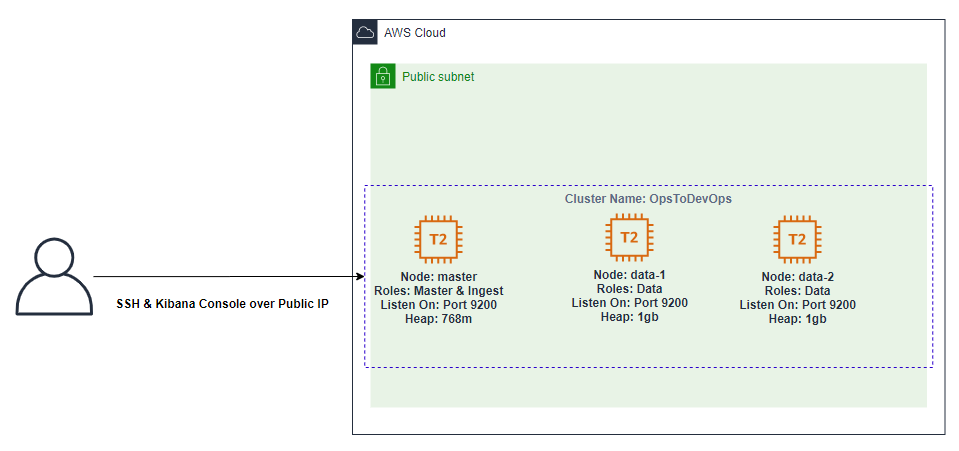 AWS Cloud
Public subnet
Cluster Name: OpsToDevOps
T2
Node: master
Roles: Master & Ingest
Listen On: Port 9200
Heap: 768m
T2
Node: data-1
Roles: Data
Listen On: Port 9200
Heap: 1gb
T2
Node: data-2
Roles: Data
Listen On: Port 9200
Heap: 1gb
SSH & Kibana Console over Public IP